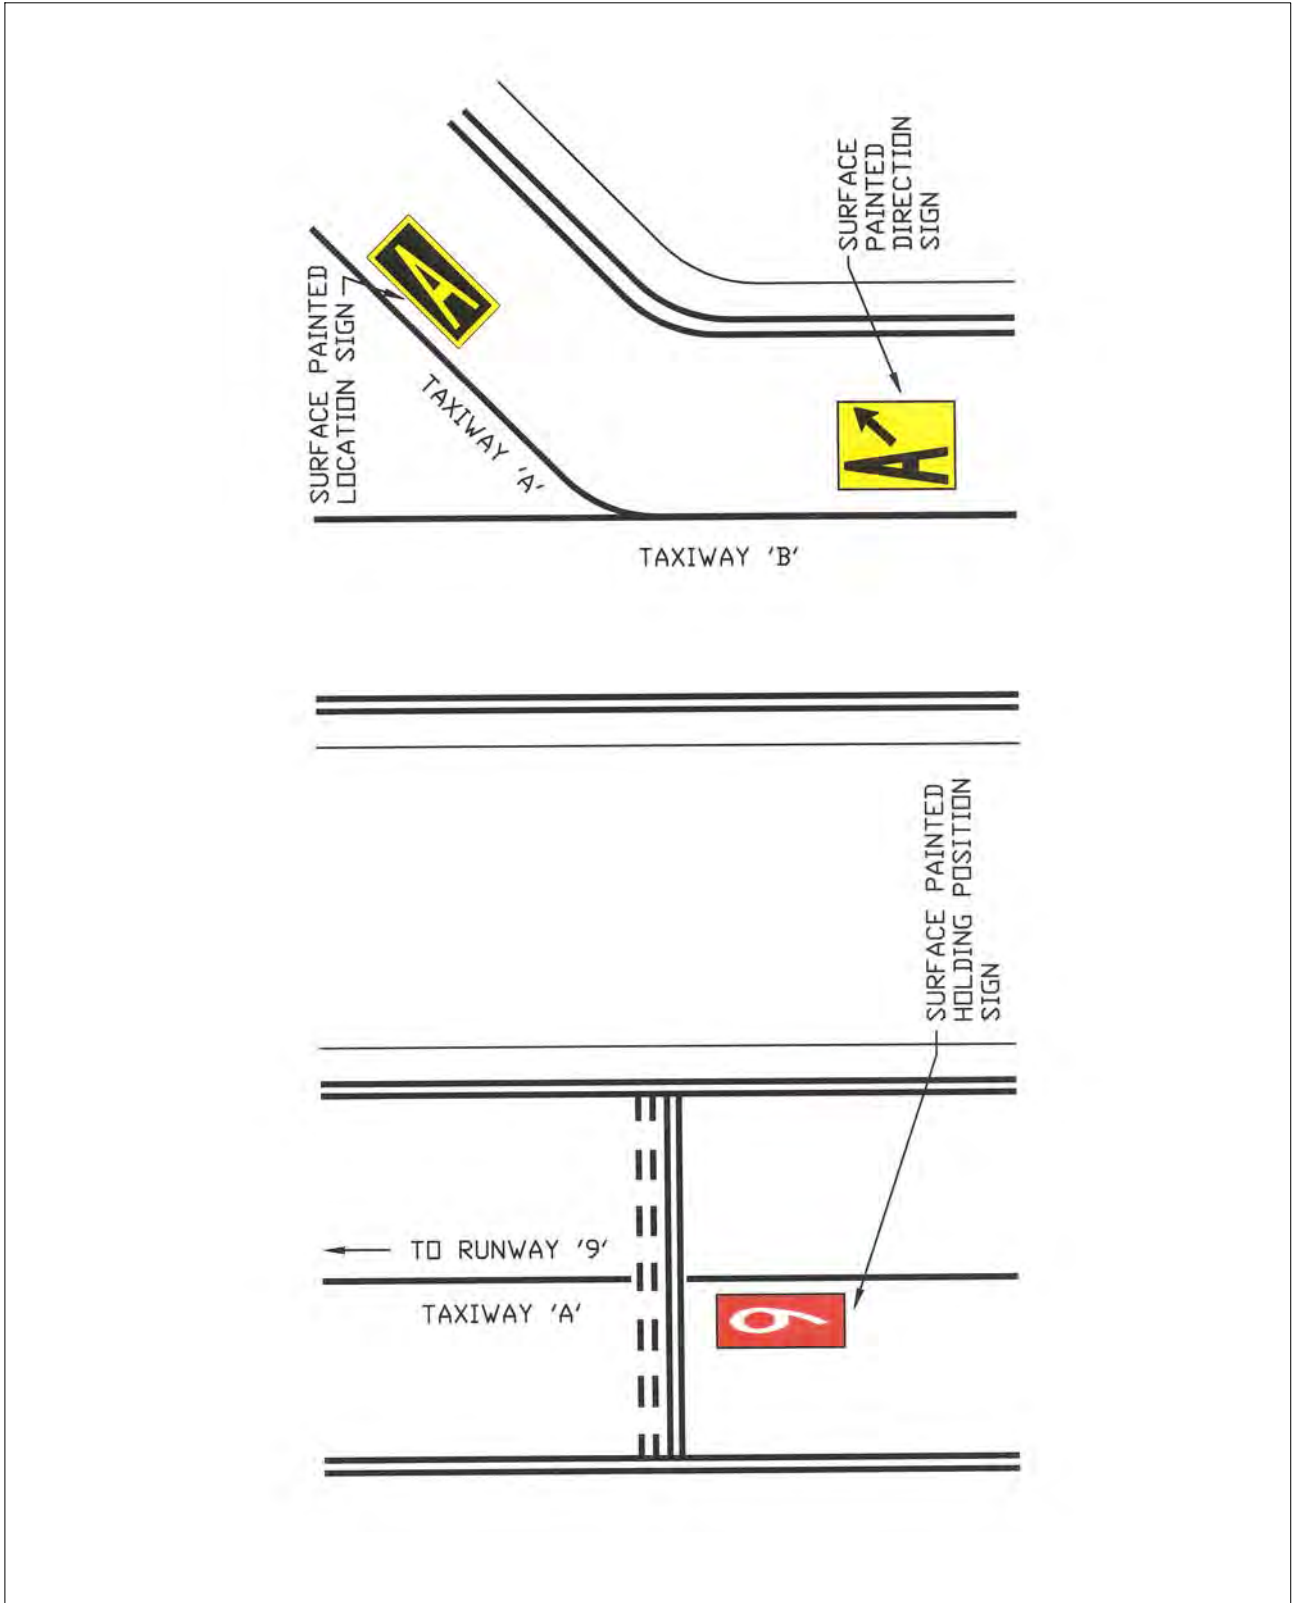 SURFACE PAINTED
LOCATION SIGN
A
TAXIWAY 'A'
SURFACE
PAINTED
DIRECTION
SIGN
A
TAXIWAY 'B'
SURFACE PAINTED
HOLDING POSITION
SIGN
TO RUNWAY '9'
TAXIWAY 'A'
9